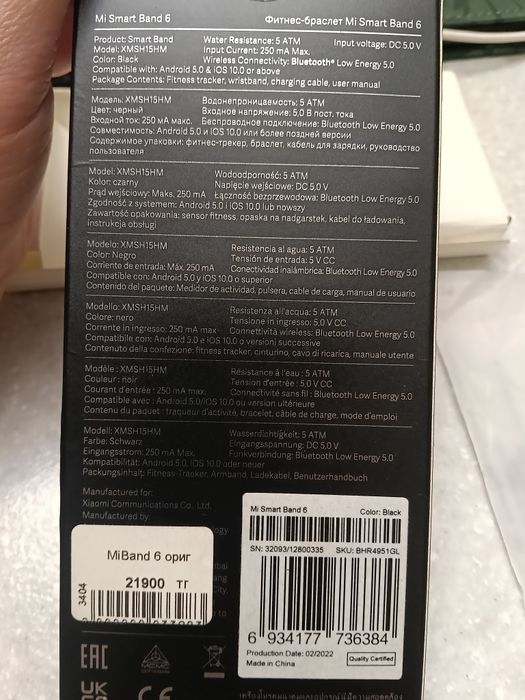 Mi Smart Band 6
Фитнес-браслет Mi Smart Band 6
Product: Smart Band
Water Resistance: 5 ATM
Input voltage: DC 5.0 V
Model: XMSH15HM
Input Current: 250 mA Max.
Color: Black
Wireless Connectivity: Bluetooth® Low Energy 5.0
Compatible with: Android 5.0 & iOS 10.0 or above
Package Contents: Fitness tracker, wristband, charging cable, user manual
Модель: XMSH15HM
Водонепроницаемость: 5 ATM
Цвет: черный
Входное напряжение: 5.0 В пост. тока
Входной ток: 250 мА макс.
Беспроводное подключение: Bluetooth Low Energy 5.0
Совместимость: Android 5.0 и iOS 10.0 или более поздней версии
Содержимое упаковки: фитнес-трекер, браслет, кабель для зарядки, руководство
пользователя
Model: XMSH15HM
Wodoodporność: 5 ATM
Kolor: czarny
Napięcie wejściowe: DC 5.0 V
Prąd wejściowy: Maks. 250 mA
Łączność bezprzewodowa: Bluetooth Low Energy 5.0
Zgodność z systemem: Android 5.0 i iOS 10.0 lub nowszy
Zawartość opakowania: sensor fitness, opaska na nadgarstek, kabel do ładowania,
instrukcja obsługi
Modelo: XMSH15HM
Resistencia al agua: 5 ATM
Color: Negro
Tensión de entrada: 5 V CC
Corriente de entrada: Máx. 250 mA
Conectividad inalámbrica: Bluetooth Low Energy 5.0
Compatible con: Android 5.0 y iOS 10.0 o superior
Contenido del paquete: Medidor de actividad, pulsera, cable de carga, manual de usuario
Modello: XMSH15HM
Resistenza all'acqua: 5 ATM
Colore: nero
Tensione in ingresso: 5,0 V CC
Corrente in ingresso: 250 mA max
Connettività wireless: Bluetooth Low Energy 5.0
Compatibile con: Android 5.0 e iOS 10.0 o versioni successive
Contenuto della confezione: fitness tracker, cinturino, cavo di ricarica, manuale utente
Modèle: XMSH15HM
Résistance à l'eau : 5 ATM
Couleur : noir
Tension d'entrée : 5,0 V CC
Courant d'entrée : 250 mA max.
Connectivité sans fil : Bluetooth Low Energy 5.0
Compatible avec : Android 5.0/iOS 10.0 ou version ultérieure
Contenu du paquet : traqueur d'activité, bracelet, câble de charge, mode d'emploi
Modell: XMSH15HM
Wasserdichtigkeit: 5 ATM
Farbe: Schwarz
Eingangsspannung: DC 5.0 V
Eingangsstrom: 250 mA Max.
Funkverbindung: Bluetooth Low Energy 5.0
Kompatibilität: Android 5.0, iOS 10.0 oder neuer
Packungsinhalt: Fitness-Tracker, Armband, Ladekabel, Benutzerhandbuch
Manufactured for:
Xiaomi Communications Co., Ltd.
Manufactured by:
MiBand 6 ориг
21900 тг
3404
Mi Smart Band 6
Color: Black
SN: 32093/12800335
SKU: BHR4951GL
6 934177 736384
Production Date: 02/2022
Made in China
Quality Certified
EAC
UK
CE